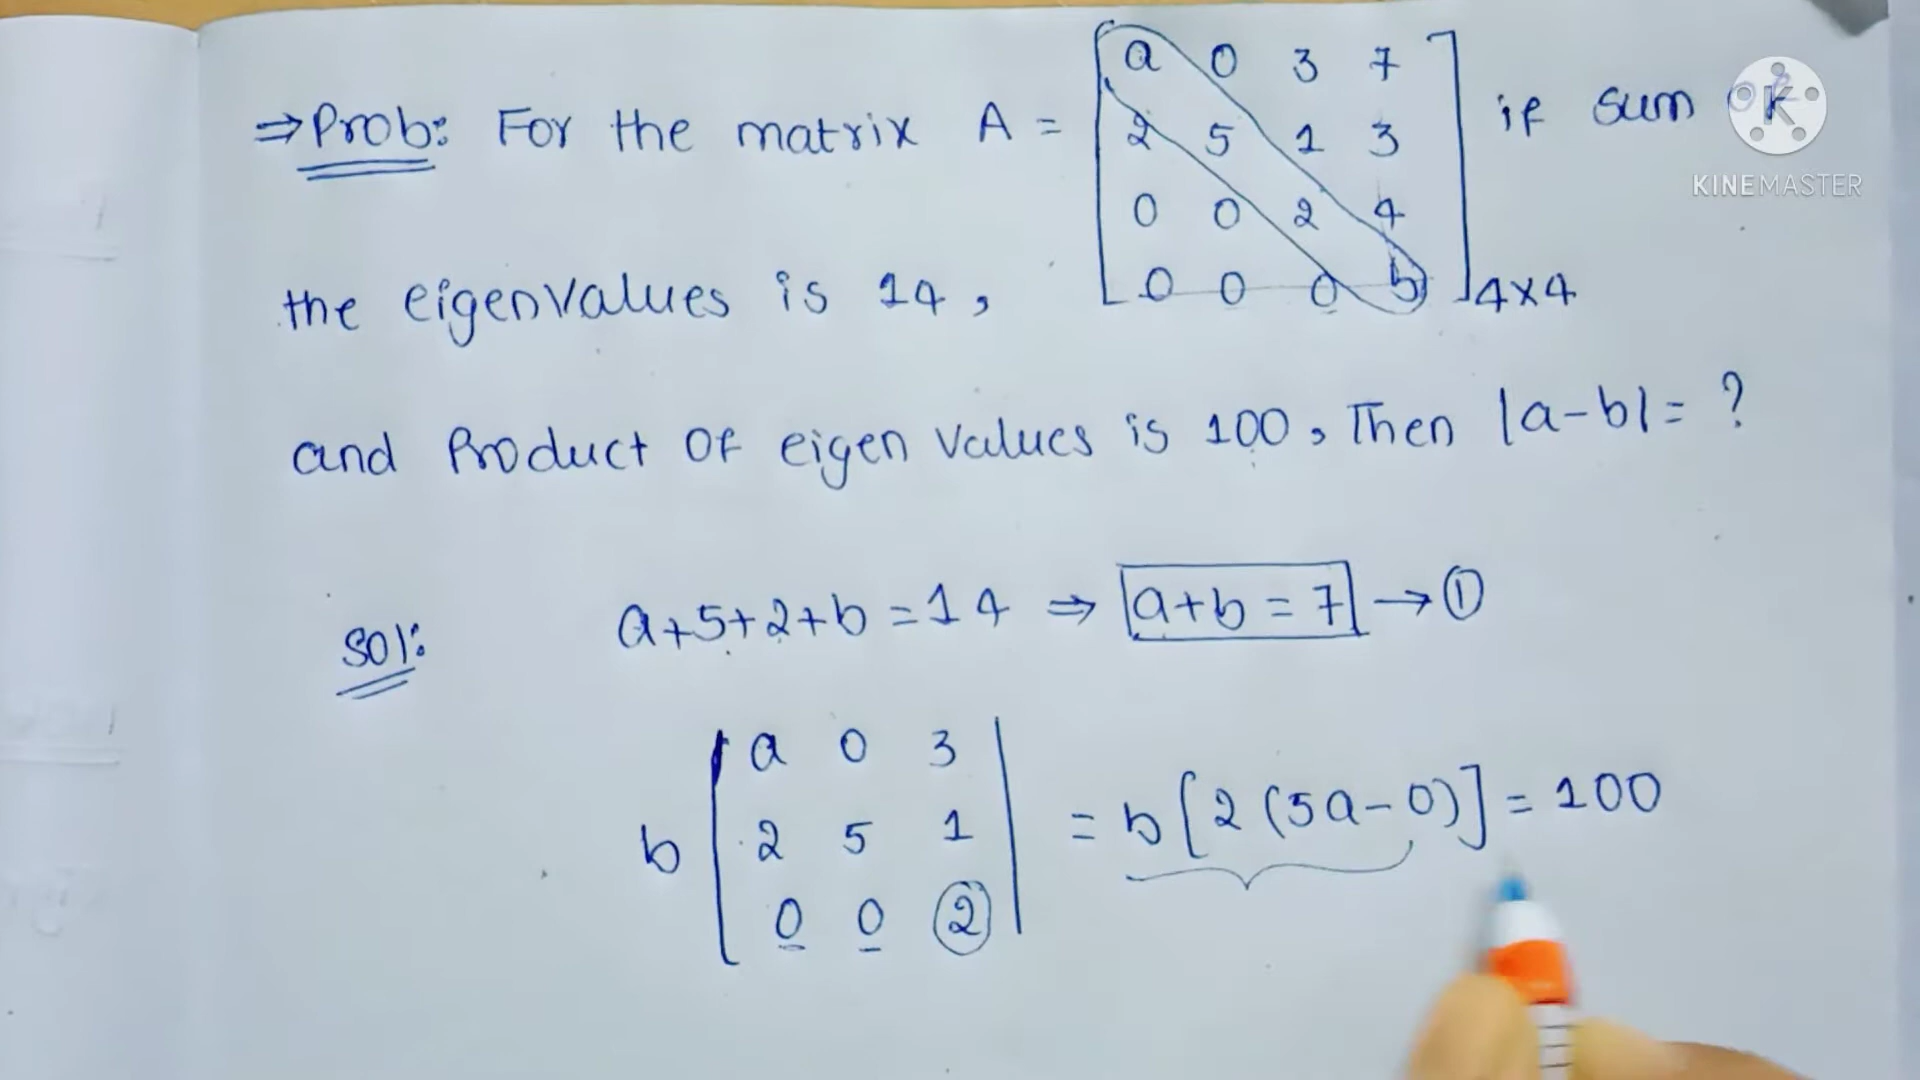 ⇒Prob: For the matrix A = [a 0 3 7
2 5 1 3
0 0 2 4
0 0 0 b]4×4 if sum of
KINEMASTER
the eigenvalues is 14,
and Product Of eigen values is 100, Then |a-b| = ?
Sol: a+5+2+b = 14 ⇒ a+b = 7 → ①
b |a 0 3
2 5 1
0 0 2| = b[2(5a-0)] = 100